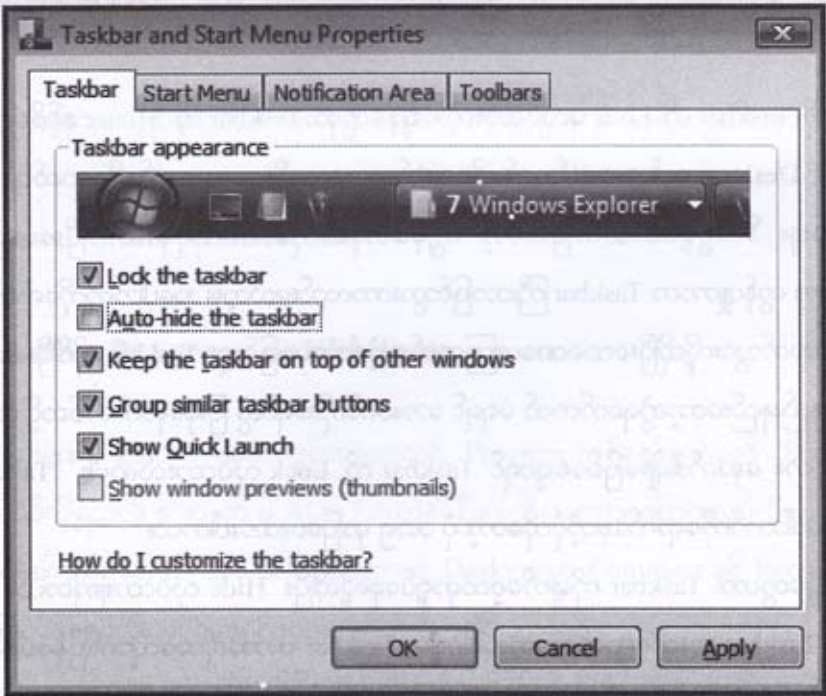 Taskbar and Start Menu Properties
Taskbar
Start Menu
Notification Area
Toolbars
Taskbar appearance
7 Windows Explorer
Lock the taskbar
Auto-hide the taskbar
Keep the taskbar on top of other windows
Group similar taskbar buttons
Show Quick Launch
Show window previews (thumbnails)
How do I customize the taskbar?
OK
Cancel
Apply